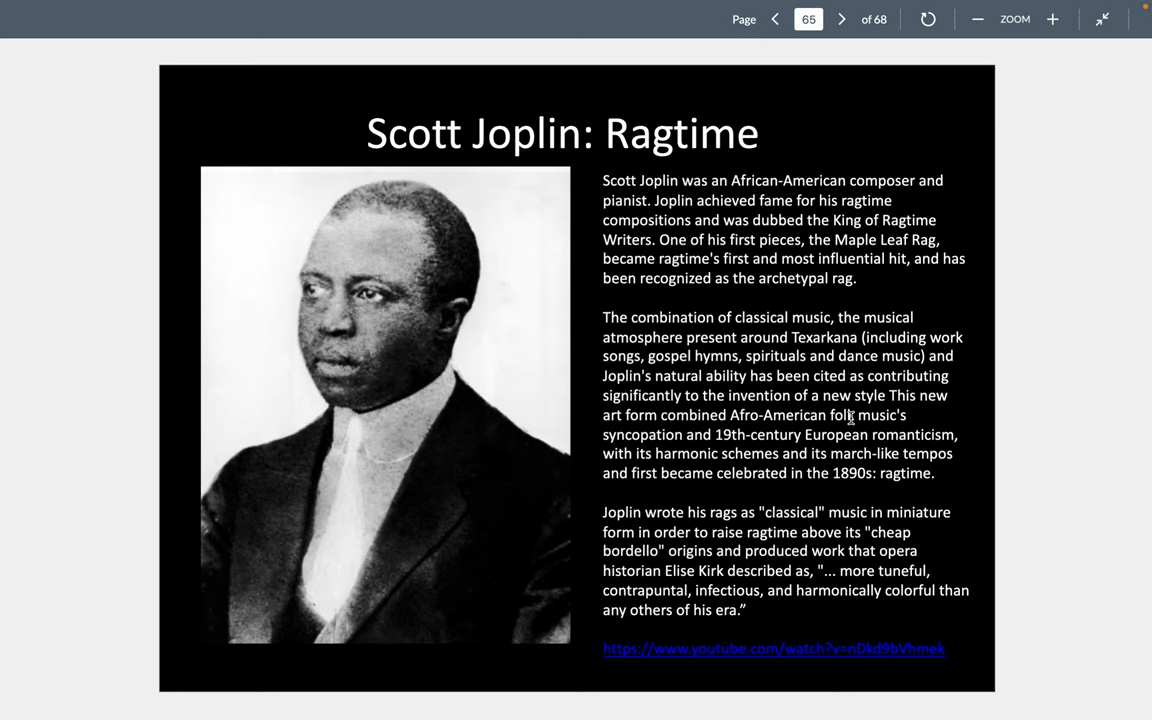 Page 65 of 68 ZOOM
Scott Joplin: Ragtime
Scott Joplin was an African-American composer and
pianist. Joplin achieved fame for his ragtime
compositions and was dubbed the King of Ragtime
Writers. One of his first pieces, the Maple Leaf Rag,
became ragtime's first and most influential hit, and has
been recognized as the archetypal rag.
The combination of classical music, the musical
atmosphere present around Texarkana (including work
songs, gospel hymns, spirituals and dance music) and
Joplin's natural ability has been cited as contributing
significantly to the invention of a new style This new
art form combined Afro-American folk music's
syncopation and 19th-century European romanticism,
with its harmonic schemes and its march-like tempos
and first became celebrated in the 1890s: ragtime.
Joplin wrote his rags as "classical" music in miniature
form in order to raise ragtime above its "cheap
bordello" origins and produced work that opera
historian Elise Kirk described as, "... more tuneful,
contrapuntal, infectious, and harmonically colorful than
any others of his era.”
https://www.youtube.com/watch?v=nDkd9bVhmek